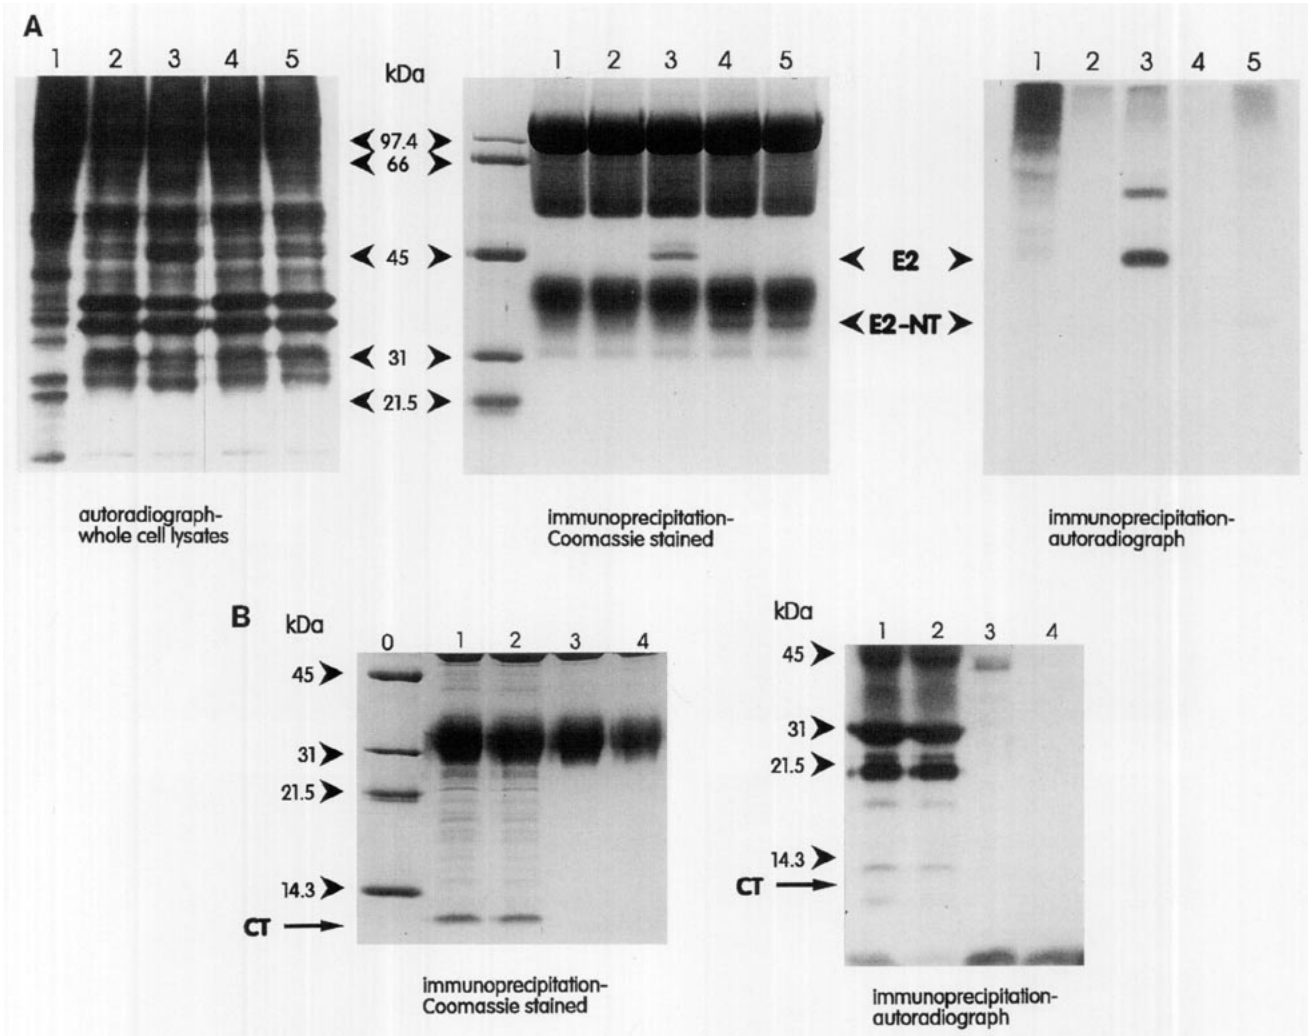 A
1 2 3 4 5
kDa
1 2 3 4 5
1 2 3 4 5
97.4
66
45
E2
E2-NT
31
21.5
autoradiograph-
whole cell lysates
immunoprecipitation-
Coomassie stained
immunoprecipitation-
autoradiograph
B
kDa
0 1 2 3 4
45
31
21.5
14.3
CT
immunoprecipitation-
Coomassie stained
kDa
1 2 3 4
45
31
21.5
14.3
CT
immunoprecipitation-
autoradiograph